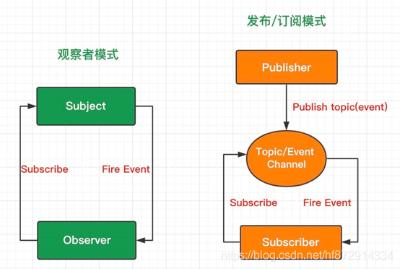 观察者模式
Subject
Subscribe
Fire Event
Observer
发布/订阅模式
Publisher
Publish topic(event)
Topic/Event
Channel
Subscribe
Fire Event
Subscriber
https://blog.csdn.net/hf872914334